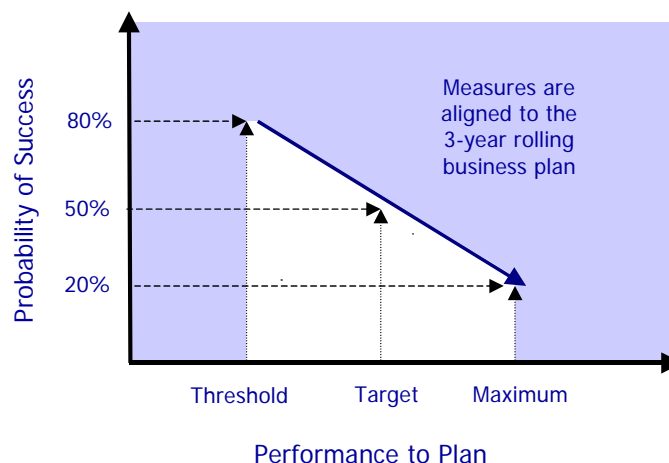 Probability of Success
80%
50%
20%
Measures are
aligned to the
3-year rolling
business plan
Threshold
Target
Maximum
Performance to Plan